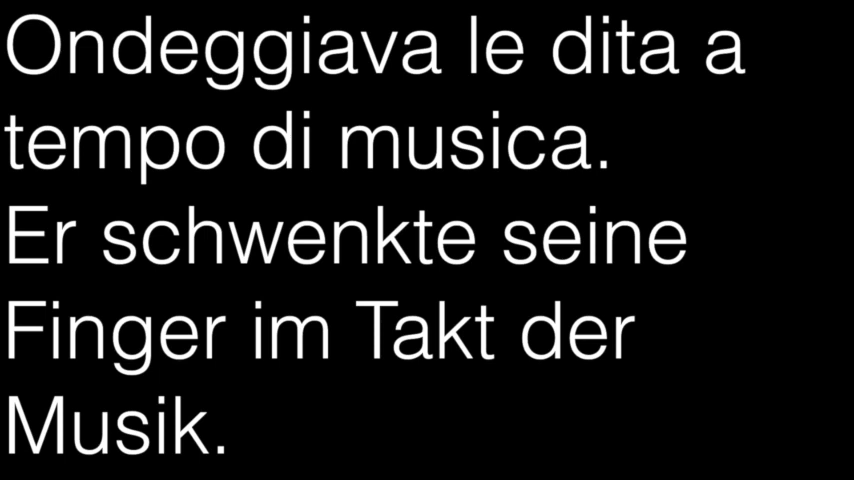 Ondeggiava le dita a
tempo di musica.
Er schwenkte seine
Finger im Takt der
Musik.